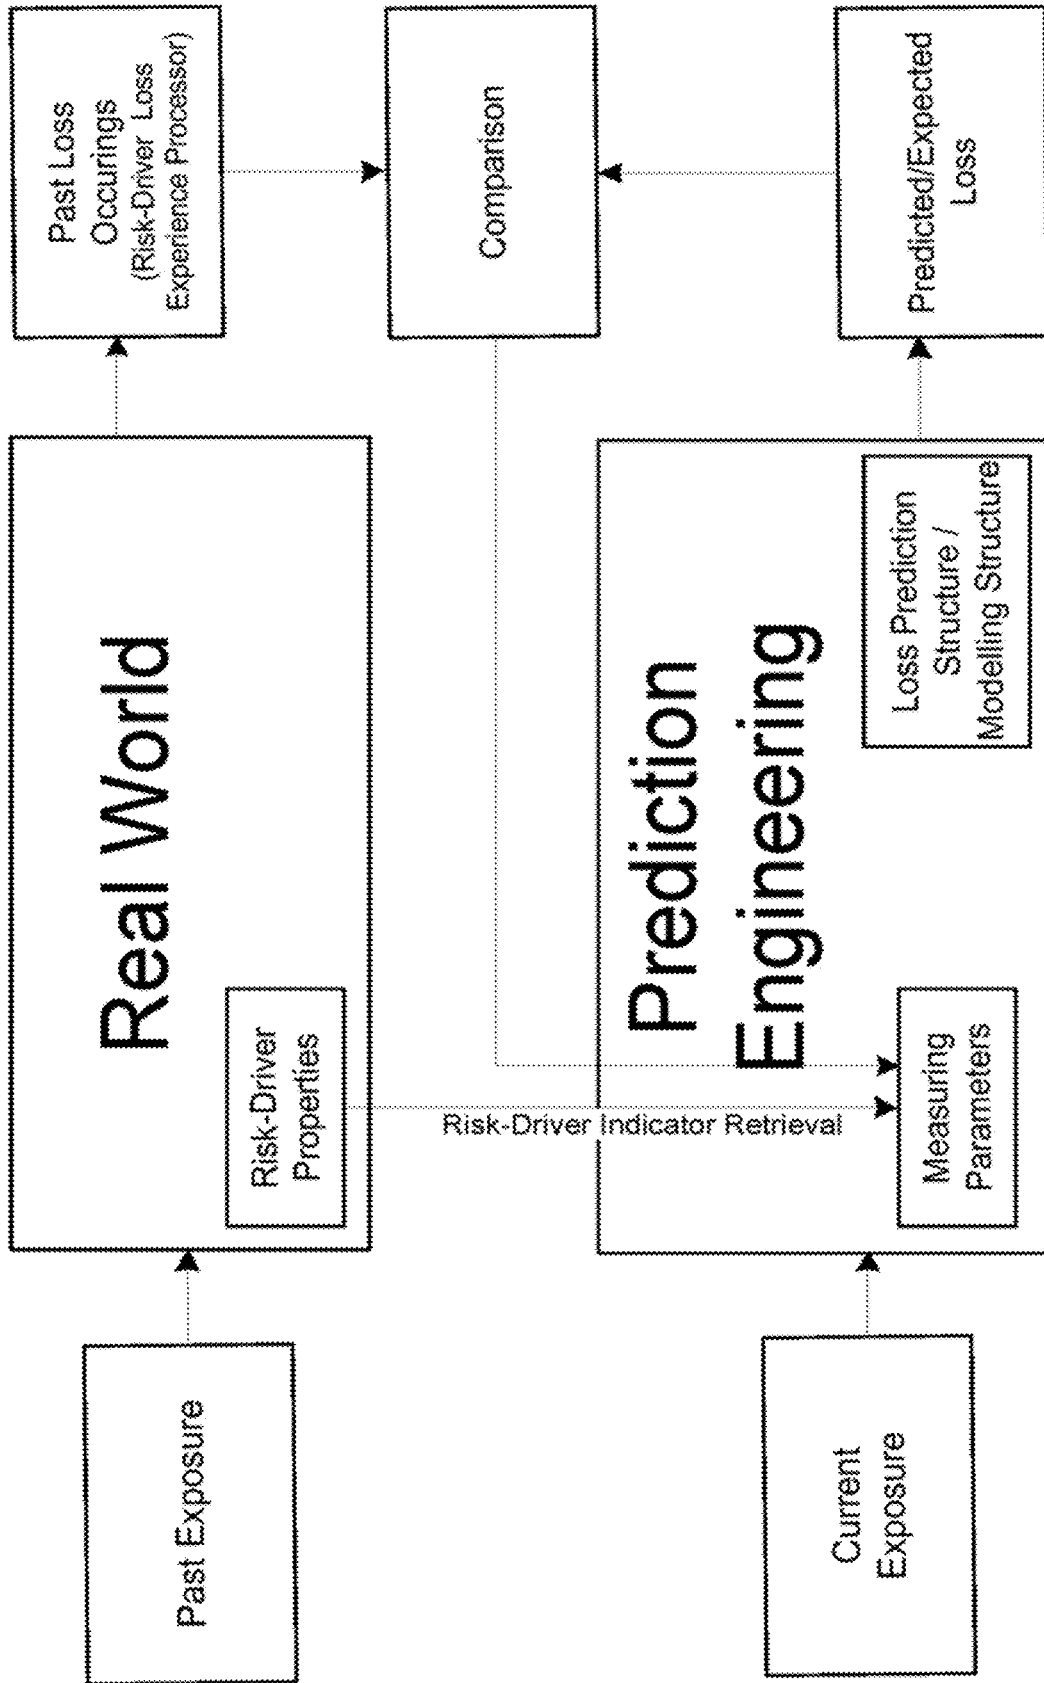 Past Exposure
Real World
Risk-Driver
Properties
Past Loss
Occurings
(Risk-Driver Loss
Experience Processor)
Comparison
Risk-Driver Indicator Retrieval
Current
Exposure
Prediction
Engineering
Measuring
Parameters
Loss Prediction
Structure /
Modelling Structure
Predicted/Expected
Loss